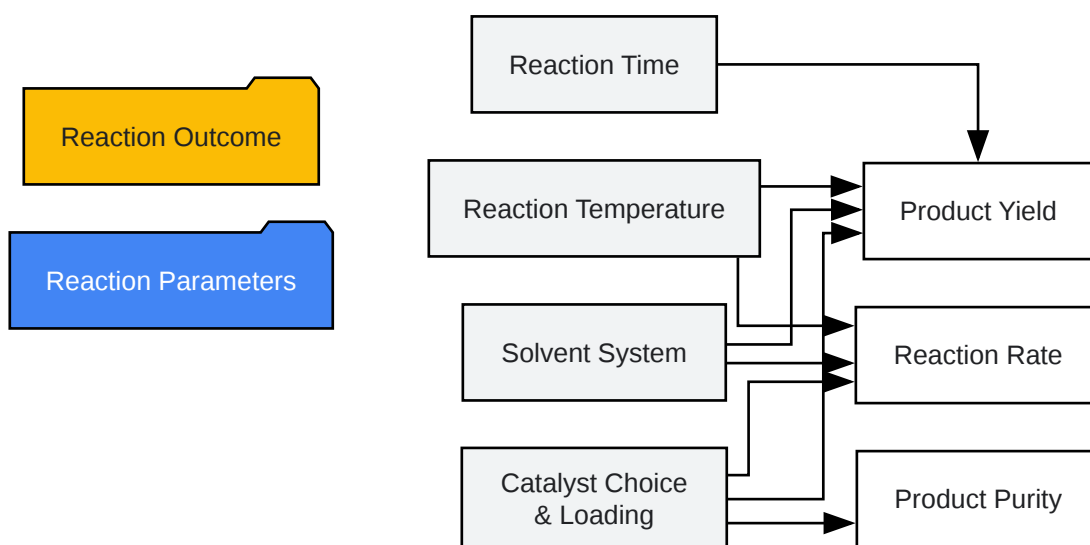 Reaction Outcome
Reaction Parameters
Reaction Time
Reaction Temperature
Solvent System
Catalyst Choice
& Loading
Product Yield
Reaction Rate
Product Purity